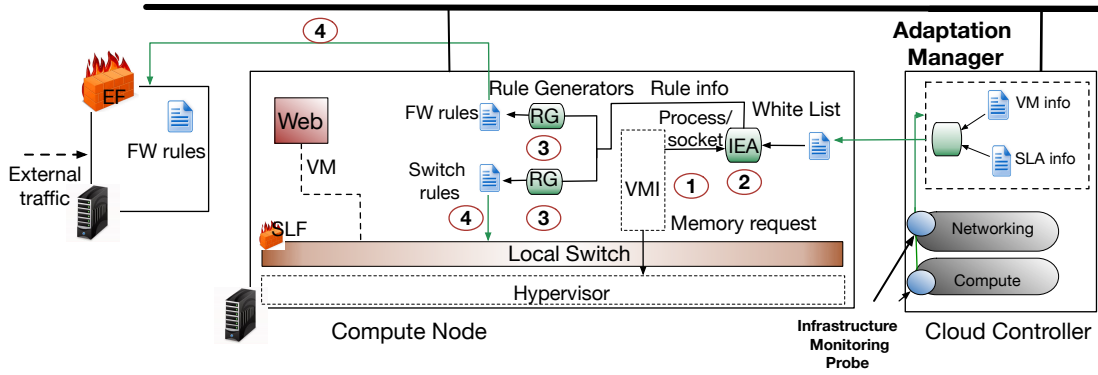 4
Adaptation
Manager
EF
FW rules
External
traffic
Web
VM
Rule Generators
Rule info
FW rules
RG
3
Switch
rules
RG
4
3
Process/
socket
White List
IEA
VMI
1
2
Memory request
SLF
Local Switch
Hypervisor
Compute Node
VM info
SLA info
Networking
Compute
Infrastructure
Monitoring
Probe
Cloud Controller